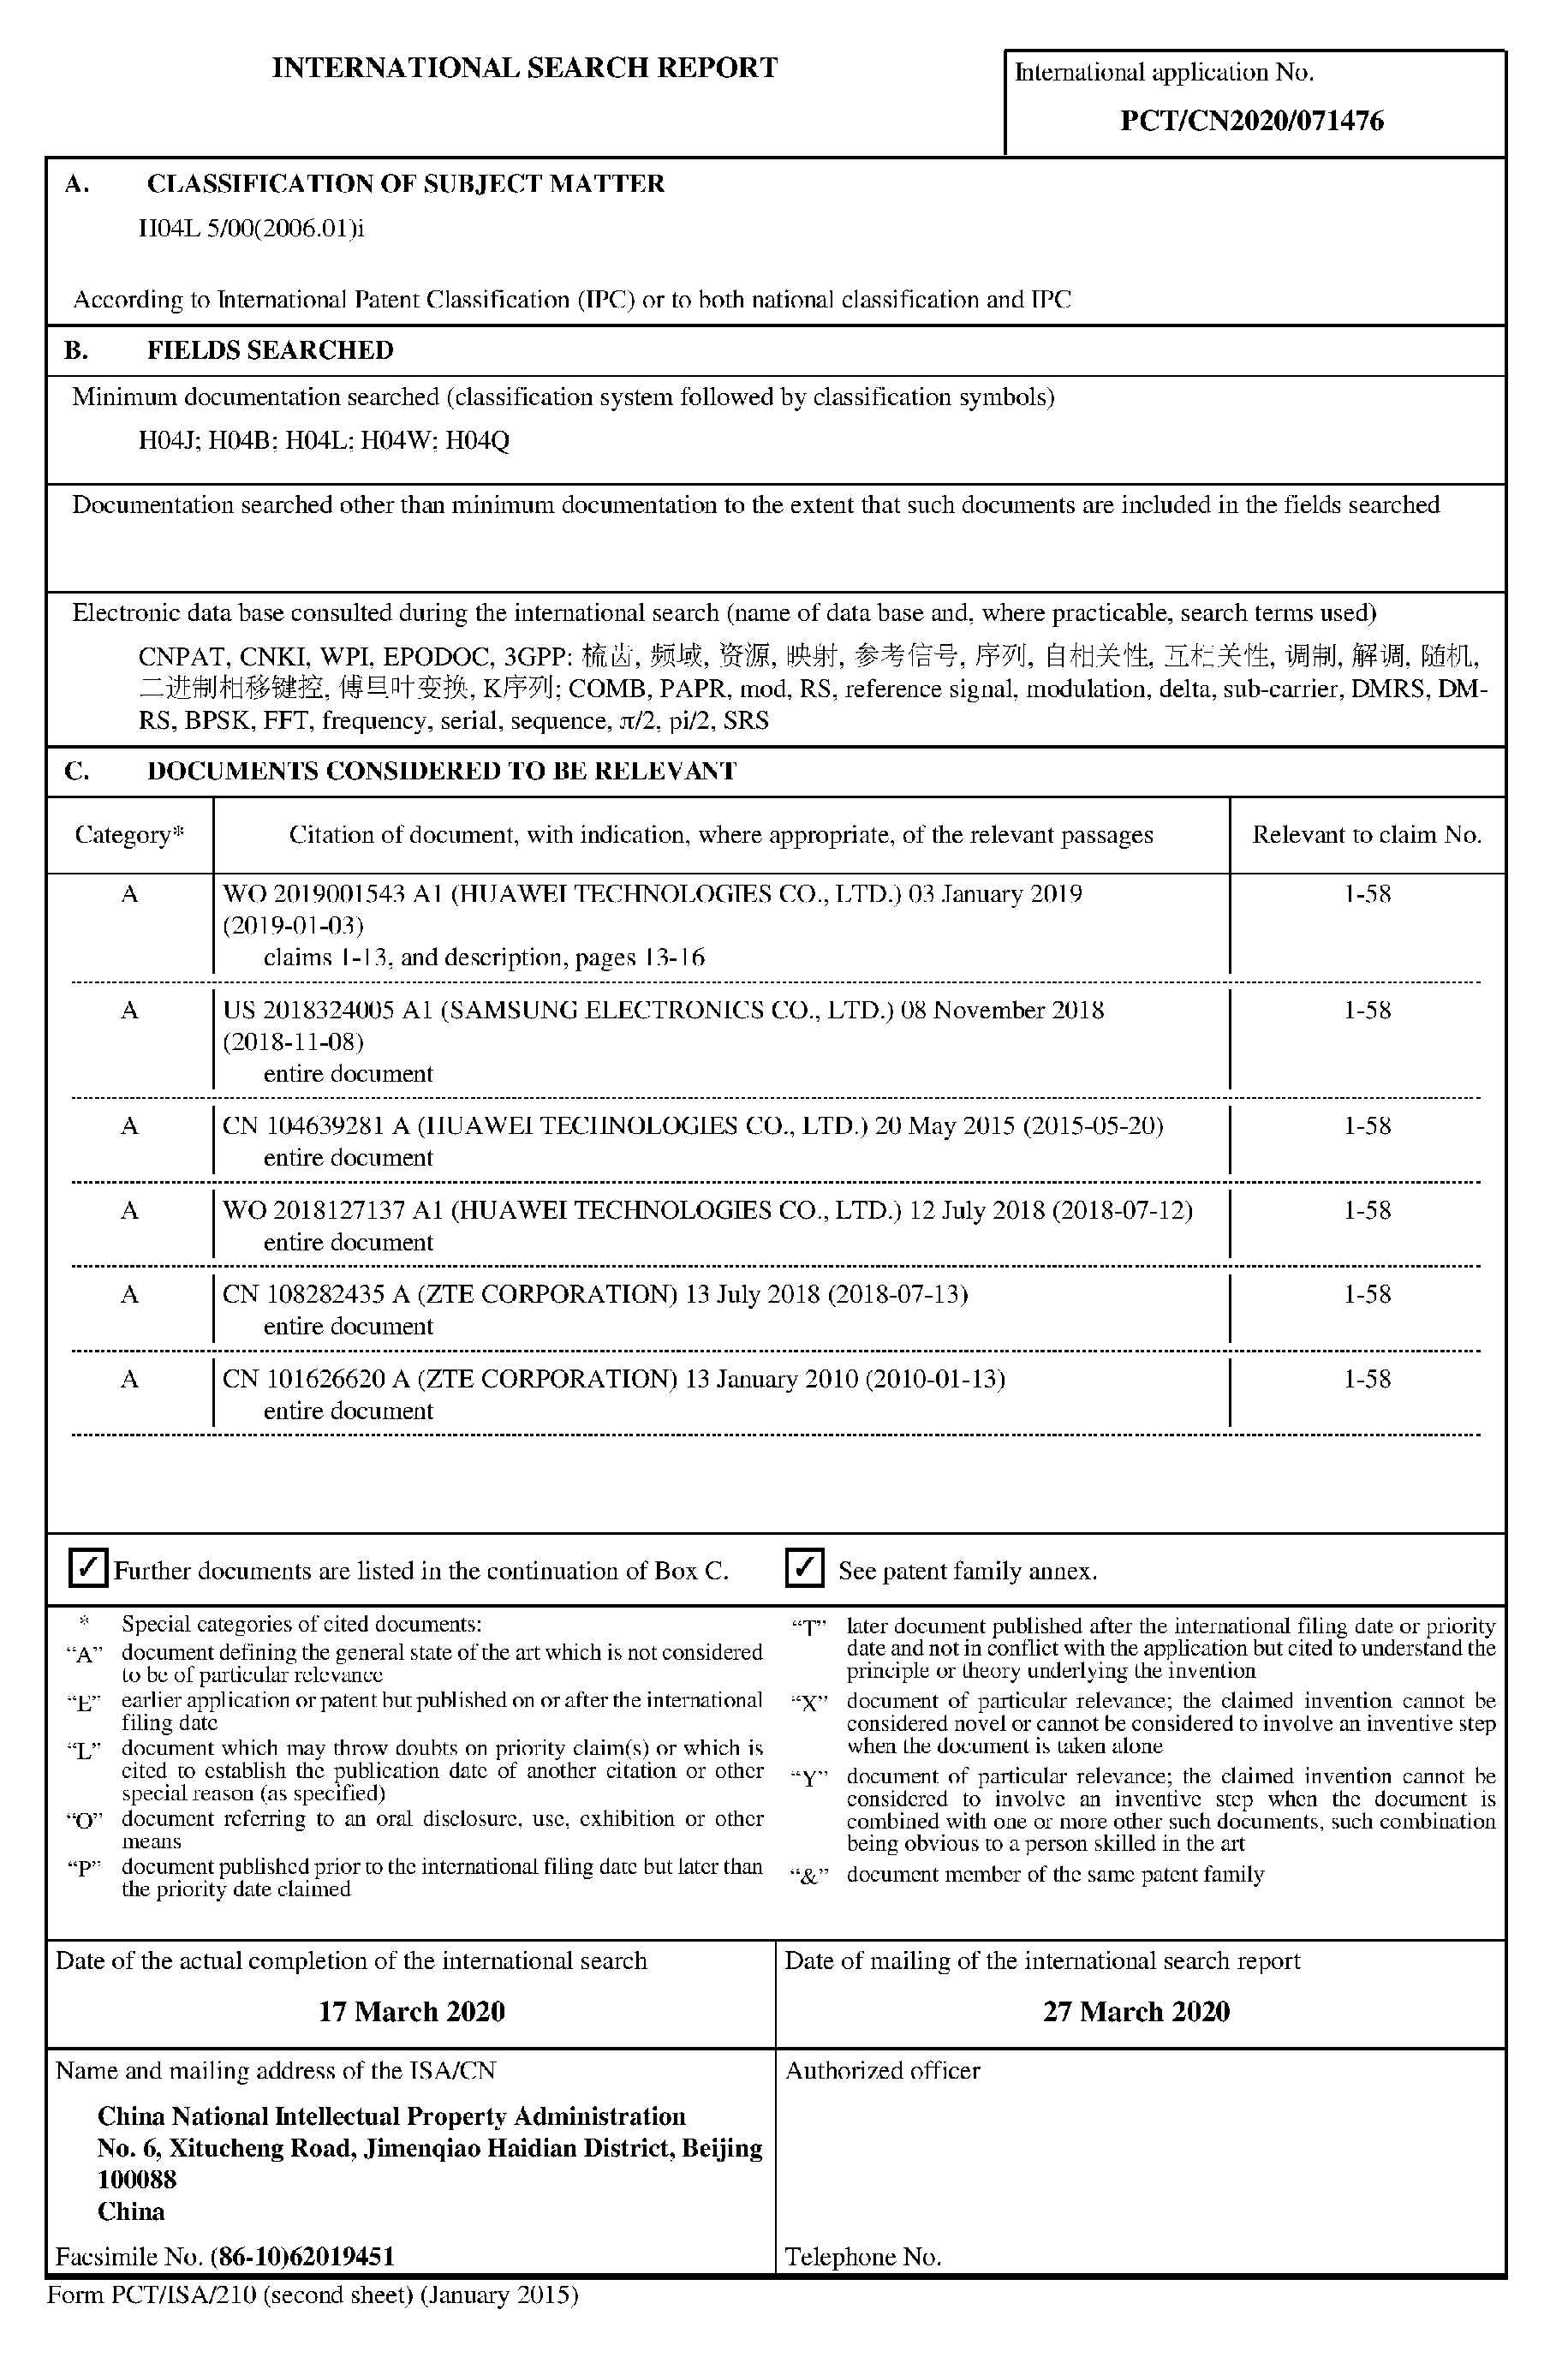 INTERNATIONAL SEARCH REPORT
International application No.
PCT/CN2020/071476
A. CLASSIFICATION OF SUBJECT MATTER
H04L 5/00(2006.01)i
According to International Patent Classification (IPC) or to both national classification and IPC
B. FIELDS SEARCHED
Minimum documentation searched (classification system followed by classification symbols)
H04J; H04B; H04L; H04W; H04Q
Documentation searched other than minimum documentation to the extent that such documents are included in the fields searched
Electronic data base consulted during the international search (name of data base and, where practicable, search terms used)
CNPAT, CNKI, WPI, EPODOC, 3GPP: 梳齿, 频域, 资源, 映射, 参考信号, 序列, 自相关性, 互相关性, 调制, 解调, 随机,
二进制相移键控, 傅里叶变换, K序列; COMB, PAPR, mod, RS, reference signal, modulation, delta, sub-carrier, DMRS, DM-
RS, BPSK, FFT, frequency, serial, sequence, π/2, pi/2, SRS
C. DOCUMENTS CONSIDERED TO BE RELEVANT
Category* Citation of document, with indication, where appropriate, of the relevant passages Relevant to claim No.
A WO 2019001543 A1 (HUAWEI TECHNOLOGIES CO., LTD.) 03 January 2019 1-58
(2019-01-03)
claims 1-13, and description, pages 13-16
A US 2018324005 A1 (SAMSUNG ELECTRONICS CO., LTD.) 08 November 2018 1-58
(2018-11-08)
entire document
A CN 104639281 A (HUAWEI TECHNOLOGIES CO., LTD.) 20 May 2015 (2015-05-20) 1-58
entire document
A WO 2018127137 A1 (HUAWEI TECHNOLOGIES CO., LTD.) 12 July 2018 (2018-07-12) 1-58
entire document
A CN 108282435 A (ZTE CORPORATION) 13 July 2018 (2018-07-13) 1-58
entire document
A CN 101626620 A (ZTE CORPORATION) 13 January 2010 (2010-01-13) 1-58
entire document
✓ Further documents are listed in the continuation of Box C. ✓ See patent family annex.
* Special categories of cited documents:
“A” document defining the general state of the art which is not considered
to be of particular relevance
“E” earlier application or patent but published on or after the international
filing date
“L” document which may throw doubts on priority claim(s) or which is
cited to establish the publication date of another citation or other
special reason (as specified)
“O” document referring to an oral disclosure, use, exhibition or other
means
“P” document published prior to the international filing date but later than
the priority date claimed
“T” later document published after the international filing date or priority
date and not in conflict with the application but cited to understand the
principle or theory underlying the invention
“X” document of particular relevance; the claimed invention cannot be
considered novel or cannot be considered to involve an inventive step
when the document is taken alone
“Y” document of particular relevance; the claimed invention cannot be
considered to involve an inventive step when the document is
combined with one or more other such documents, such combination
being obvious to a person skilled in the art
“&” document member of the same patent family
Date of the actual completion of the international search
17 March 2020
Date of mailing of the international search report
27 March 2020
Name and mailing address of the ISA/CN
China National Intellectual Property Administration
No. 6, Xitucheng Road, Jimenqiao Haidian District, Beijing
100088
China
Facsimile No. (86-10)62019451
Authorized officer
Telephone No.
Form PCT/ISA/210 (second sheet) (January 2015)